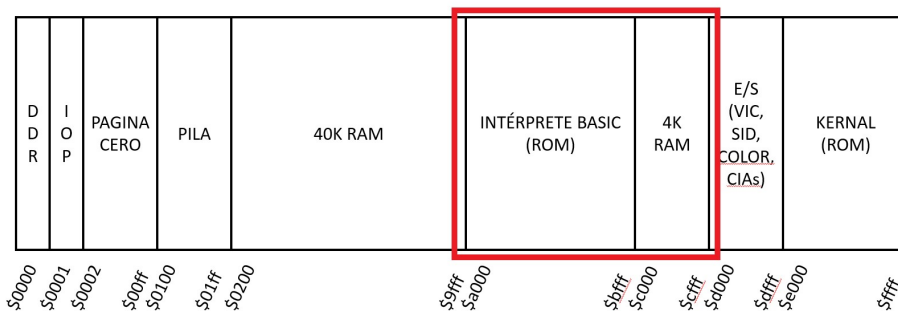 D
D
R
I
O
P
PAGINA
CERO
PILA
40K RAM
INTÉRPRETE BASIC
(ROM)
4K
RAM
E/S
(VIC,
SID,
COLOR,
CIAs)
KERNAL
(ROM)
$0000
$0001
$0002
$00ff
$0100
$01ff
$0200
$9fff
$a000
$bfff
$c000
$cfff
$d000
$dfff
$e000
$ffff